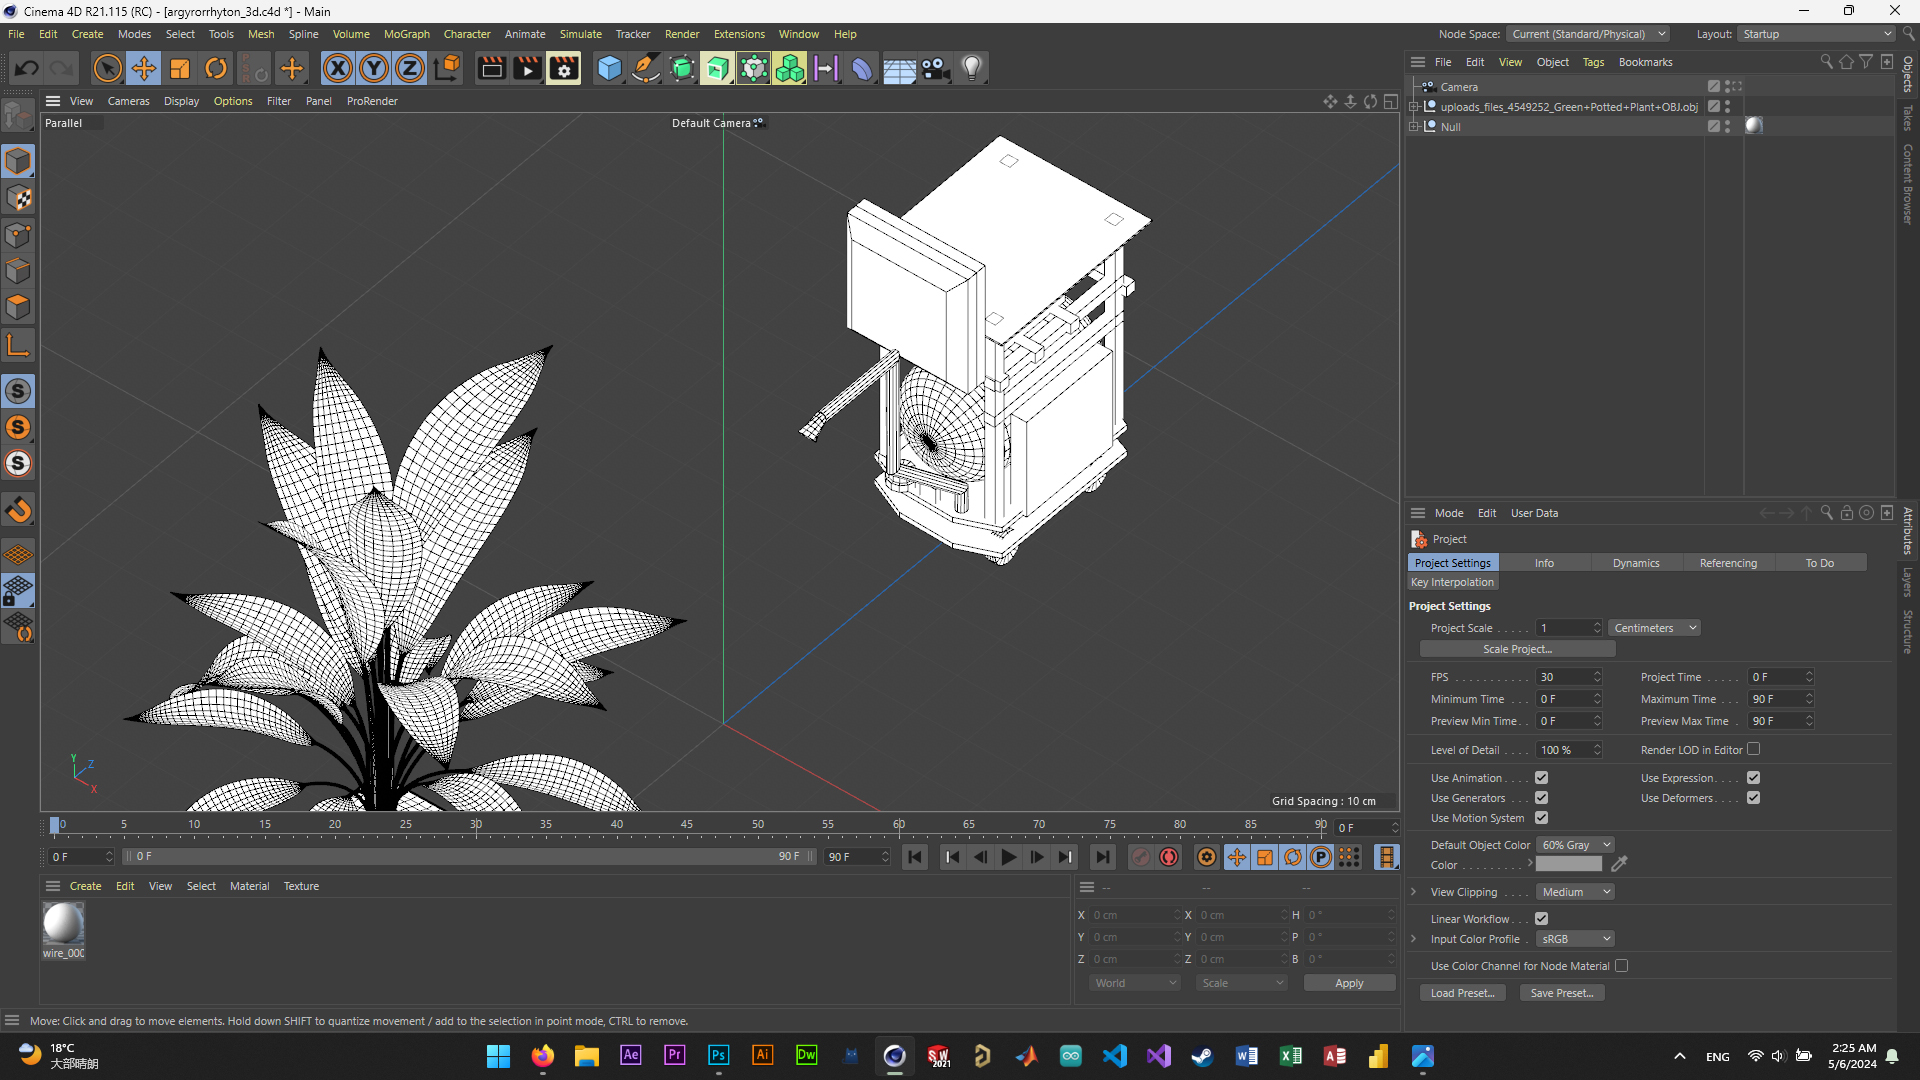 Cinema 4D R21.115 (RC) - [argyrorrhyton_3d.c4d *] - Main
File Edit Create Modes Select Tools Mesh Spline Volume MoGraph Character Animate Simulate Tracker Render Extensions Window Help
Node Space: Current (Standard/Physical) Layout: Startup
File Edit View Object Tags Bookmarks
Camera
uploads_files_4549252_Green+Potted+Plant+OBJ.obj
Null
Objects
Takes
Content Browser
View Cameras Display Options Filter Panel ProRender
Parallel
Default Camera
Y
Z
X
Grid Spacing : 10 cm
Mode Edit User Data
Project
Project Settings Info Dynamics Referencing To Do
Key Interpolation
Project Settings
Project Scale . . . . . 1 Centimeters
Scale Project...
FPS . . . . . . . . . . . 30 Project Time . . . . . 0 F
Minimum Time . . . 0 F Maximum Time . . . 90 F
Preview Min Time . . 0 F Preview Max Time . 90 F
Level of Detail . . . . 100 % Render LOD in Editor
Use Animation . . . . Use Expression . . . .
Use Generators . . . Use Deformers . . . .
Use Motion System
Default Object Color 60% Gray
Color . . . . . . . . .
View Clipping . . . . Medium
Linear Workflow . . .
Input Color Profile . sRGB
Use Color Channel for Node Material
Load Preset... Save Preset...
Attributes
Layers
Structure
0 5 10 15 20 25 30 35 40 45 50 55 60 65 70 75 80 85 90 0 F
0 F 0 F 90 F 90 F
Create Edit View Select Material Texture
wire_000
-- -- --
X 0 cm X 0 cm H 0 °
Y 0 cm Y 0 cm P 0 °
Z 0 cm Z 0 cm B 0 °
World Scale Apply
Move: Click and drag to move elements. Hold down SHIFT to quantize movement / add to the selection in point mode, CTRL to remove.
18°C
大部晴朗
Ae Pr Ps Ai Dw SW 2021
ENG
2:25 AM
5/6/2024